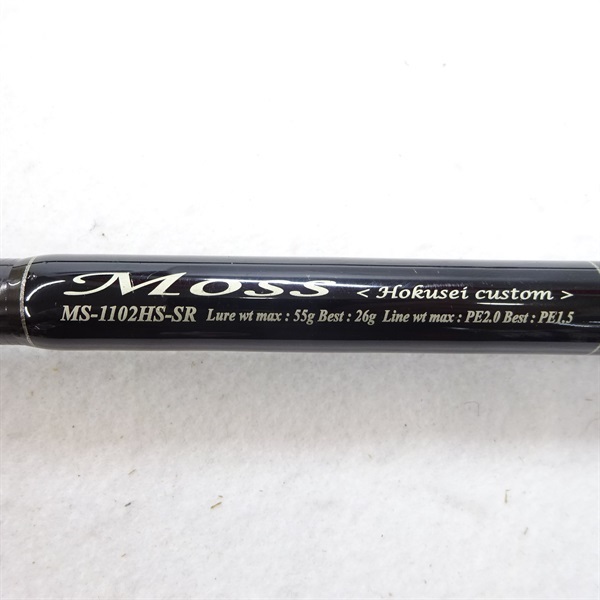 Moss < Hokusei custom >
MS-1102HS-SR Lure wt max : 55g Best : 26g Line wt max : PE2.0 Best : PE1.5